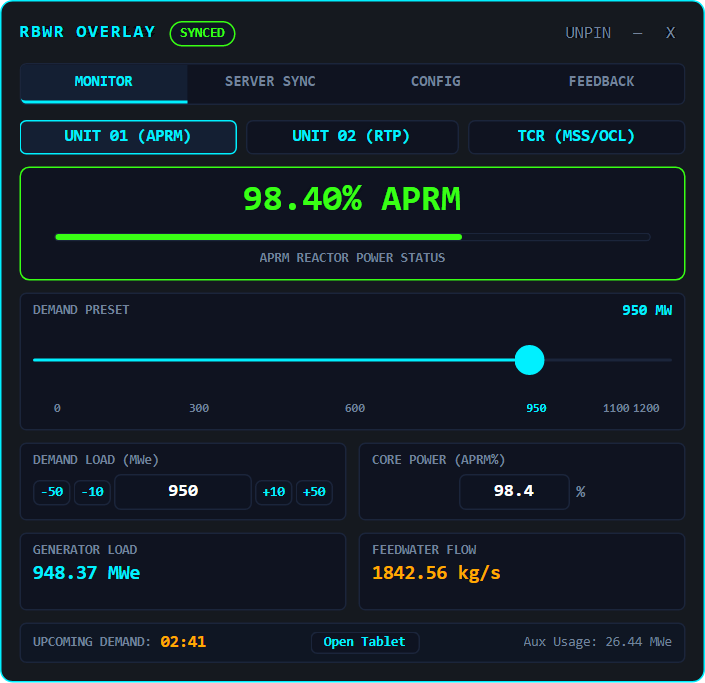 RBWR OVERLAY SYNCED UNPIN — X
MONITOR SERVER SYNC CONFIG FEEDBACK
UNIT 01 (APRM) UNIT 02 (RTP) TCR (MSS/OCL)
98.40% APRM
APRM REACTOR POWER STATUS
DEMAND PRESET 950 MW
0 300 600 950 1100 1200
DEMAND LOAD (MWe) CORE POWER (APRM%)
-50 -10 950 +10 +50 98.4 %
GENERATOR LOAD FEEDWATER FLOW
948.37 MWe 1842.56 kg/s
UPCOMING DEMAND: 02:41 Open Tablet Aux Usage: 26.44 MWe